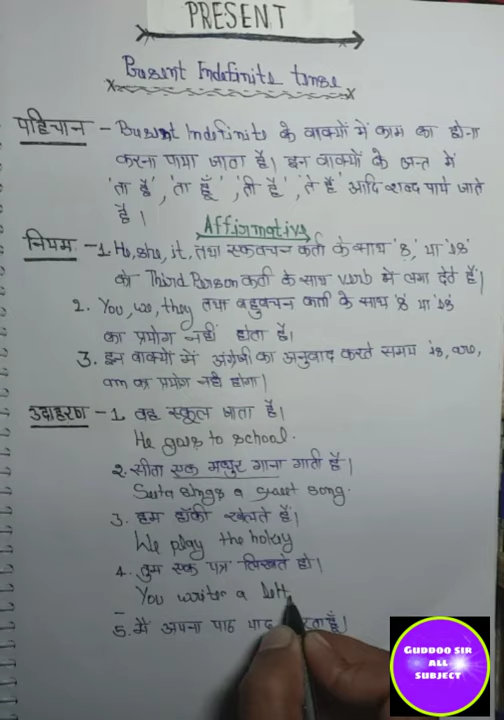 PRESENT
Present Indefinite tense
पहिचान - Present Indefinite के वाक्यों में काम का होना
करना पाया जाता है। इन वाक्यों के अन्त में
'ता है', 'ता हूँ', 'ती है', 'ते हैं' आदि शब्द पाये जाते
है।
Affirmative
नियम - 1. He, she, it, तथा एकवचन कर्ता के साथ 's' या 'es'
को Third Person कर्ता के साथ verb में लगा देते हैं।
2. You, we, they तथा बहुवचन कर्ता के साथ 's' या 'es'
का प्रयोग नहीं होता है।
3. इन वाक्यों में अंग्रेजी का अनुवाद करते समय is, are,
am का प्रयोग नही होगा।
उदाहरण - 1. वह स्कूल जाता है।
He goes to school.
2. सीता एक मधुर गाना गाती है।
Seeta sings a sweet song.
3. हम हॉकी खेलते हैं।
We play the hokey
4. तुम एक पत्र लिखते हो।
You writer a lett
5. मैं अपना पाठ याद रता हूँ।
GUDDOO SIR
ALL
SUBJECT